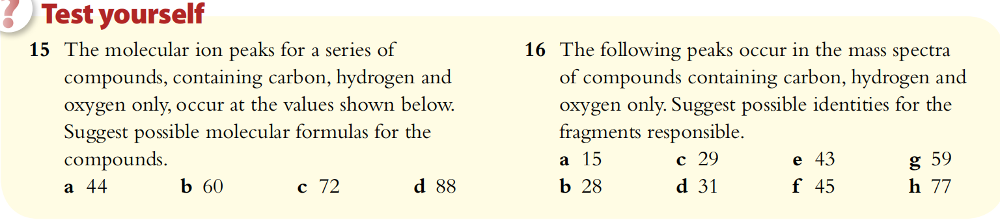 ?
Test yourself
15 The molecular ion peaks for a series of
compounds, containing carbon, hydrogen and
oxygen only, occur at the values shown below.
Suggest possible molecular formulas for the
compounds.
a 44 b 60 c 72 d 88
16 The following peaks occur in the mass spectra
of compounds containing carbon, hydrogen and
oxygen only. Suggest possible identities for the
fragments responsible.
a 15 c 29 e 43 g 59
b 28 d 31 f 45 h 77